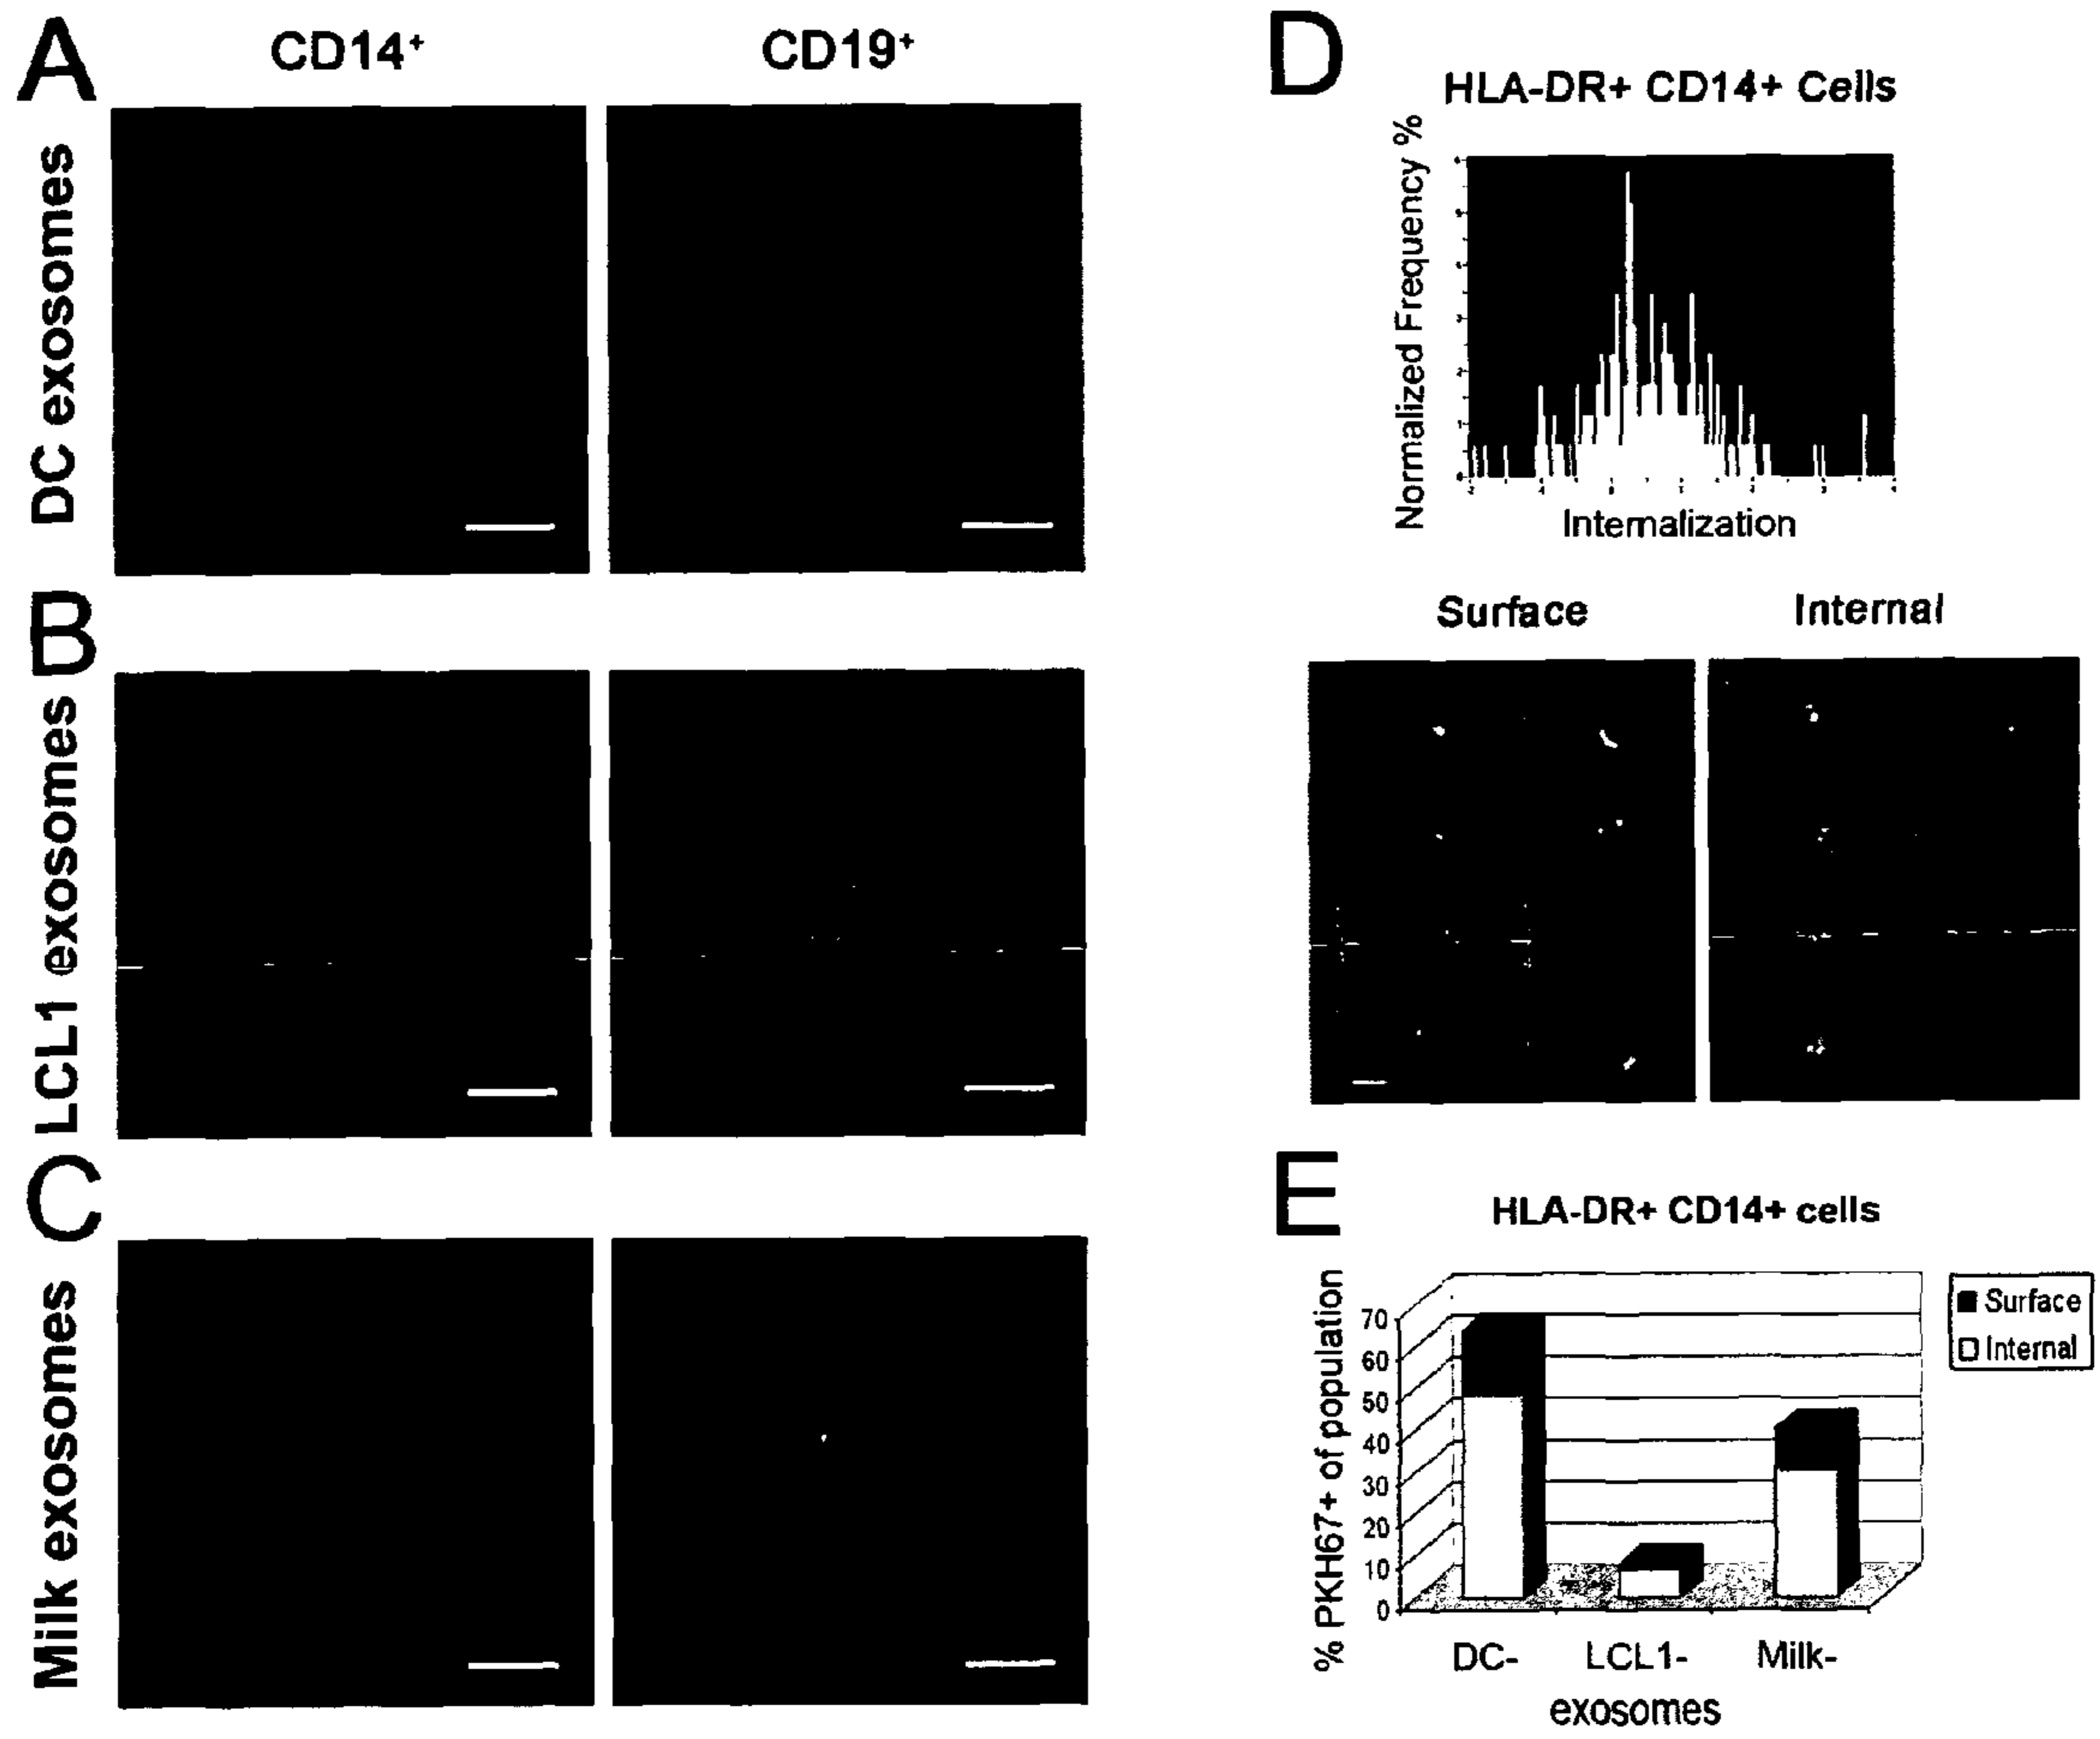 A
CD14+
CD19+
DC exosomes
B
LCL1 exosomes
C
Milk exosomes
D
HLA-DR+ CD14+ Cells
Normalized Frequency %
Internalization
Surface
Internal
E
HLA-DR+ CD14+ cells
% PKH67+ of population
70
60
50
40
30
20
10
0
Surface
Internal
DC-
LCL1-
Milk-
exosomes